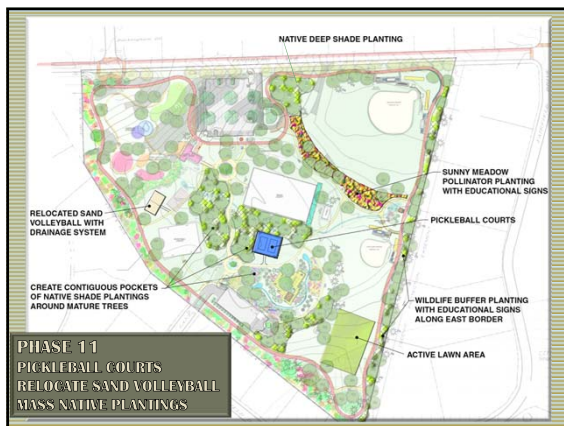 NATIVE DEEP SHADE PLANTING
SUNNY MEADOW
POLLINATOR PLANTING
WITH EDUCATIONAL SIGNS
RELOCATED SAND
VOLLEYBALL WITH
DRAINAGE SYSTEM
PICKLEBALL COURTS
CREATE CONTIGUOUS POCKETS
OF NATIVE SHADE PLANTINGS
AROUND MATURE TREES
WILDLIFE BUFFER PLANTING
WITH EDUCATIONAL SIGNS
ALONG EAST BORDER
ACTIVE LAWN AREA
PHASE 11
PICKLEBALL COURTS
RELOCATE SAND VOLLEYBALL
MASS NATIVE PLANTINGS